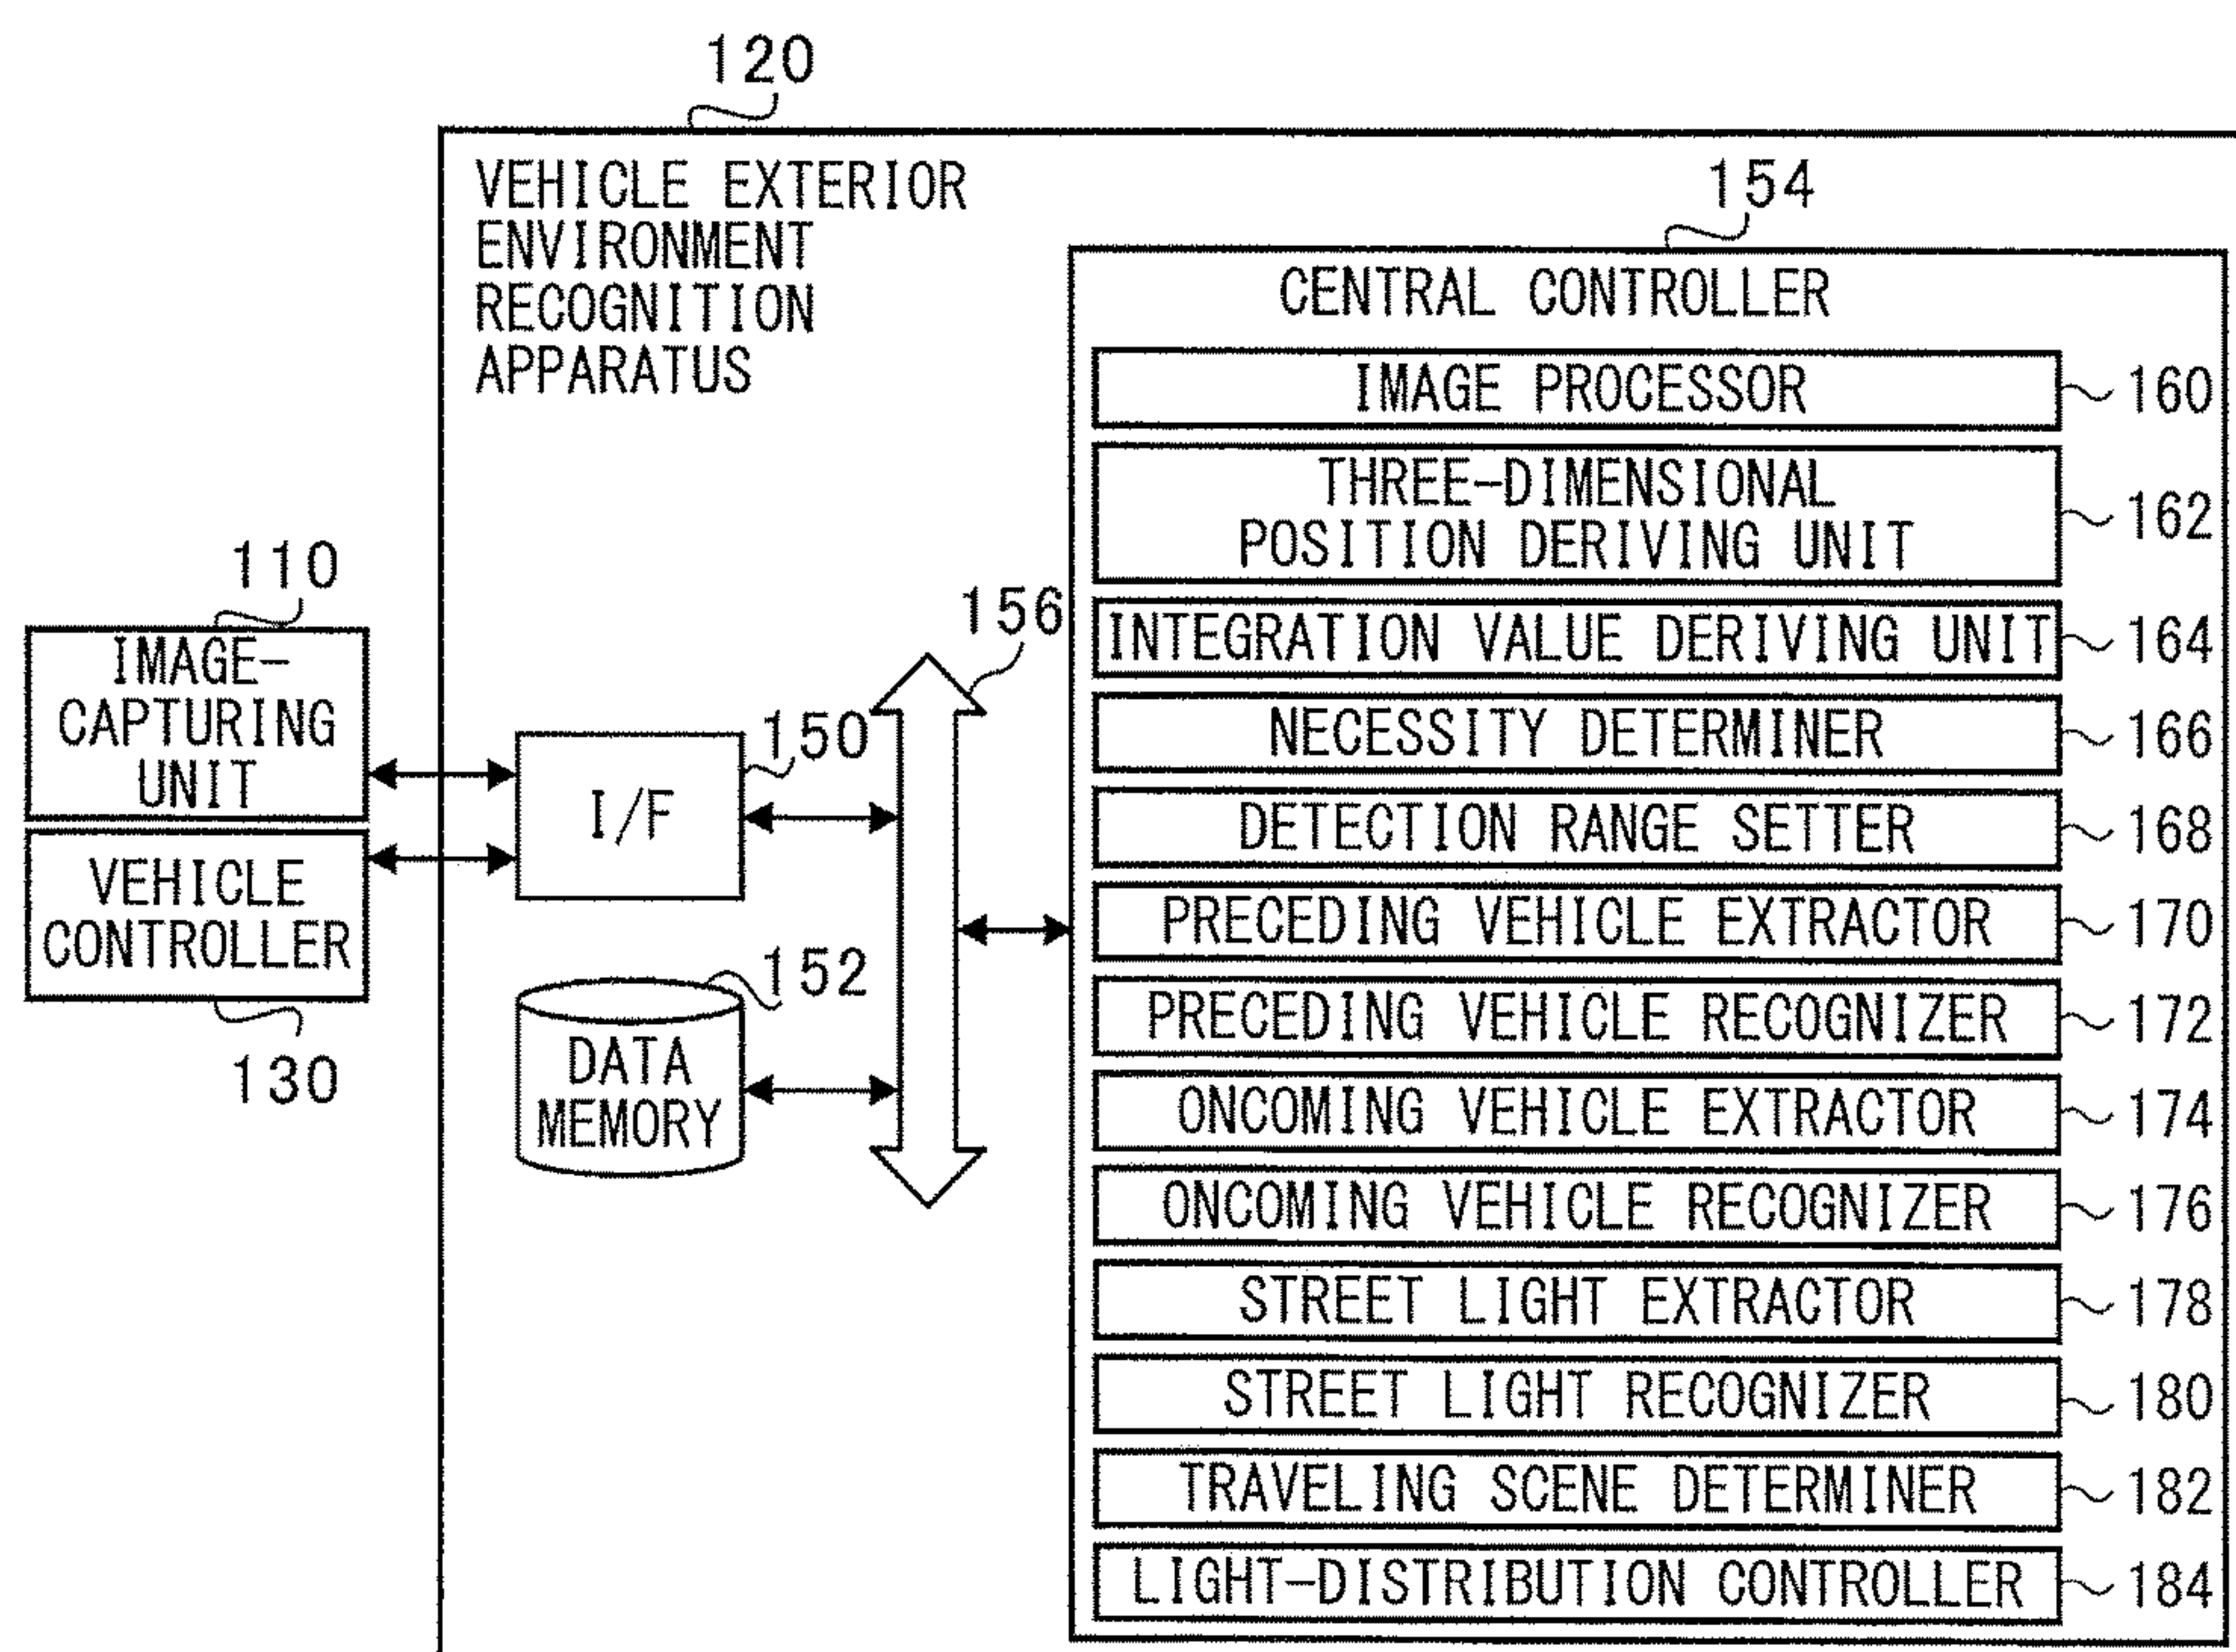 120
VEHICLE EXTERIOR
ENVIRONMENT
RECOGNITION
APPARATUS
154
CENTRAL CONTROLLER
IMAGE PROCESSOR
160
THREE-DIMENSIONAL
POSITION DERIVING UNIT
162
INTEGRATION VALUE DERIVING UNIT
164
NECESSITY DETERMINER
166
DETECTION RANGE SETTER
168
PRECEDING VEHICLE EXTRACTOR
170
PRECEDING VEHICLE RECOGNIZER
172
ONCOMING VEHICLE EXTRACTOR
174
ONCOMING VEHICLE RECOGNIZER
176
STREET LIGHT EXTRACTOR
178
STREET LIGHT RECOGNIZER
180
TRAVELING SCENE DETERMINER
182
LIGHT-DISTRIBUTION CONTROLLER
184
110
IMAGE-
CAPTURING
UNIT
VEHICLE
CONTROLLER
130
150
I/F
152
DATA
MEMORY
156